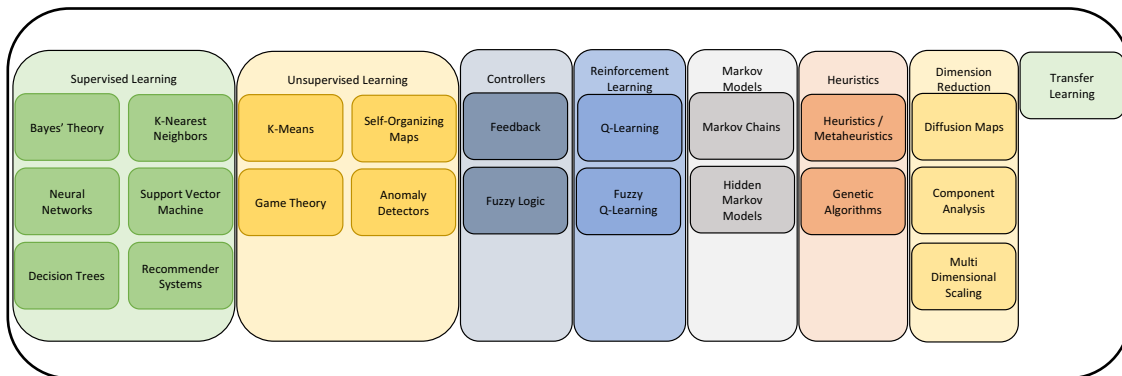 Supervised Learning
Bayes' Theory
K-Nearest
Neighbors
Neural
Networks
Support Vector
Machine
Decision Trees
Recommender
Systems
Unsupervised Learning
K-Means
Self-Organizing
Maps
Game Theory
Anomaly
Detectors
Controllers
Feedback
Fuzzy Logic
Reinforcement
Learning
Q-Learning
Fuzzy
Q-Learning
Markov
Models
Markov Chains
Hidden
Markov
Models
Heuristics
Heuristics /
Metaheuristics
Genetic
Algorithms
Dimension
Reduction
Diffusion Maps
Component
Analysis
Multi
Dimensional
Scaling
Transfer
Learning